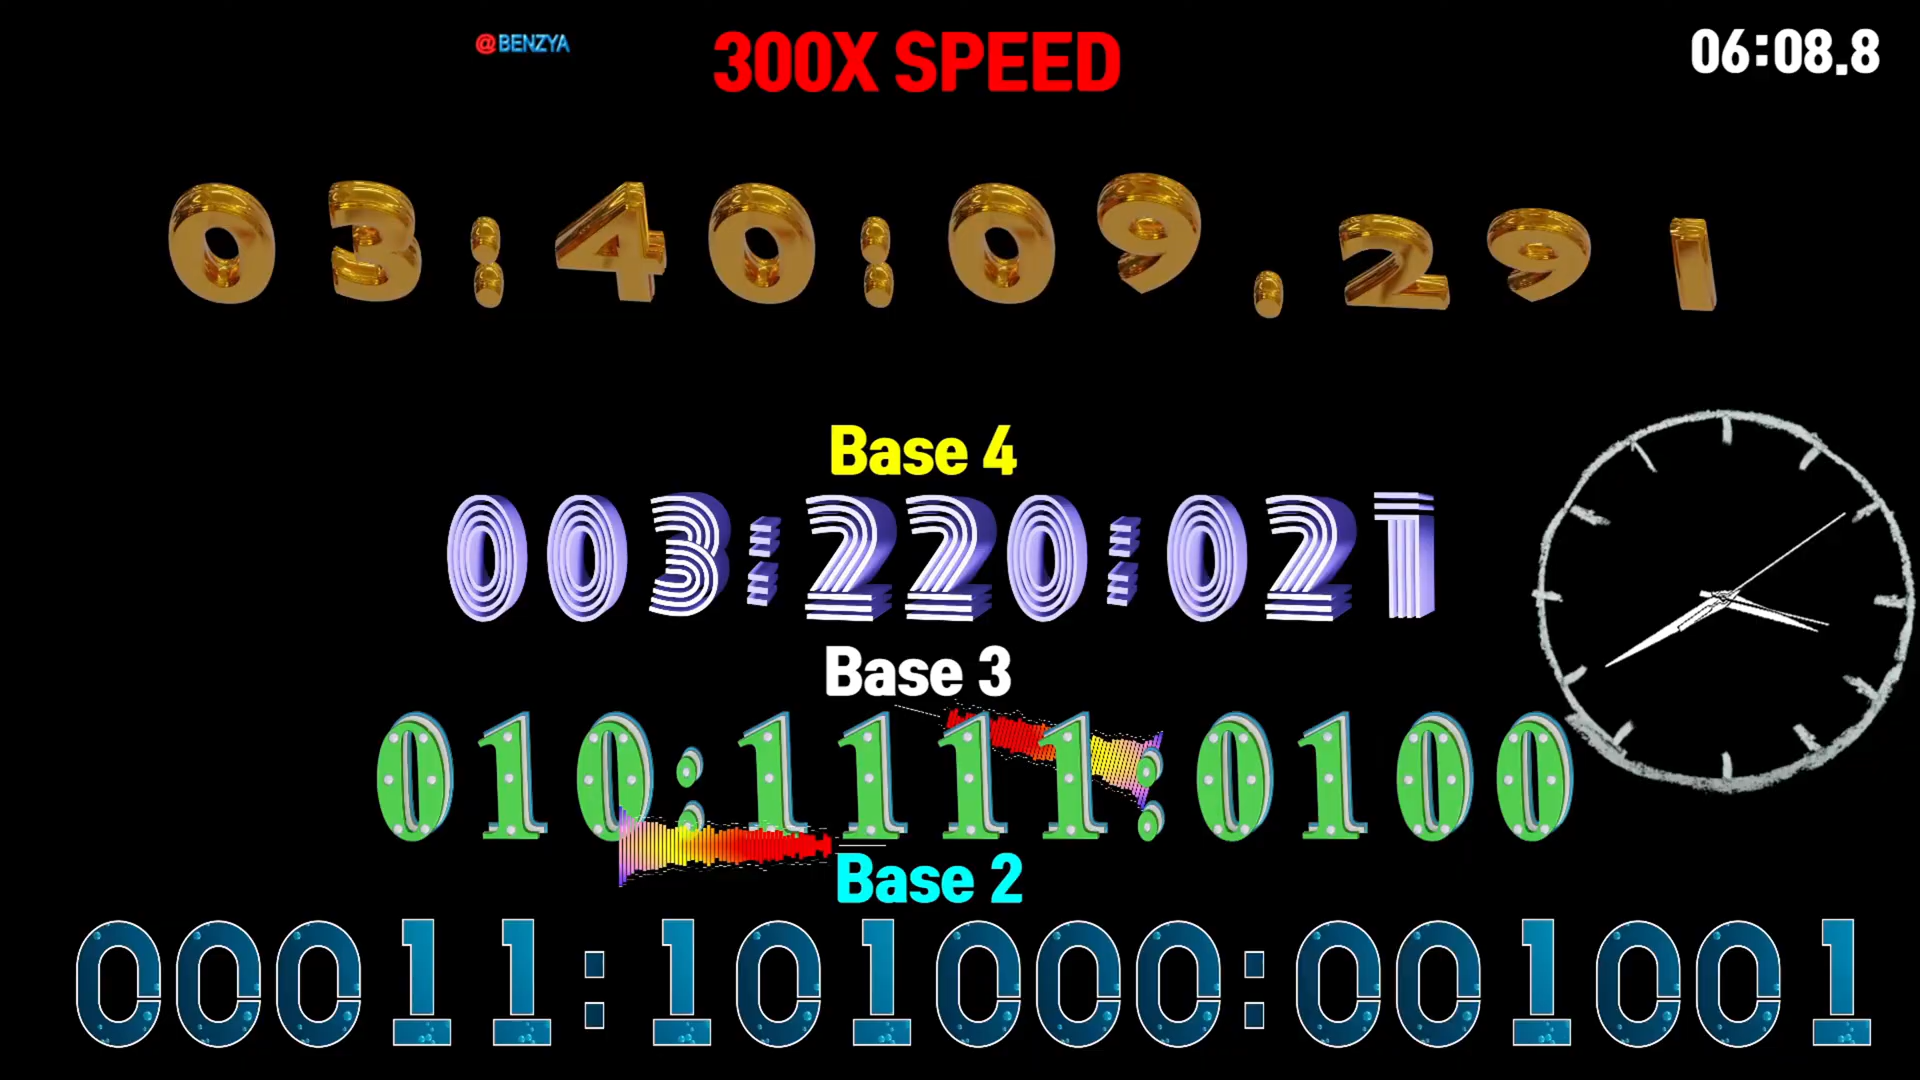 @BENZYA
300X SPEED
06:08.8
03:40:09.291
Base 4
003:220:021
Base 3
010:1111:0100
Base 2
00011:101000:001001